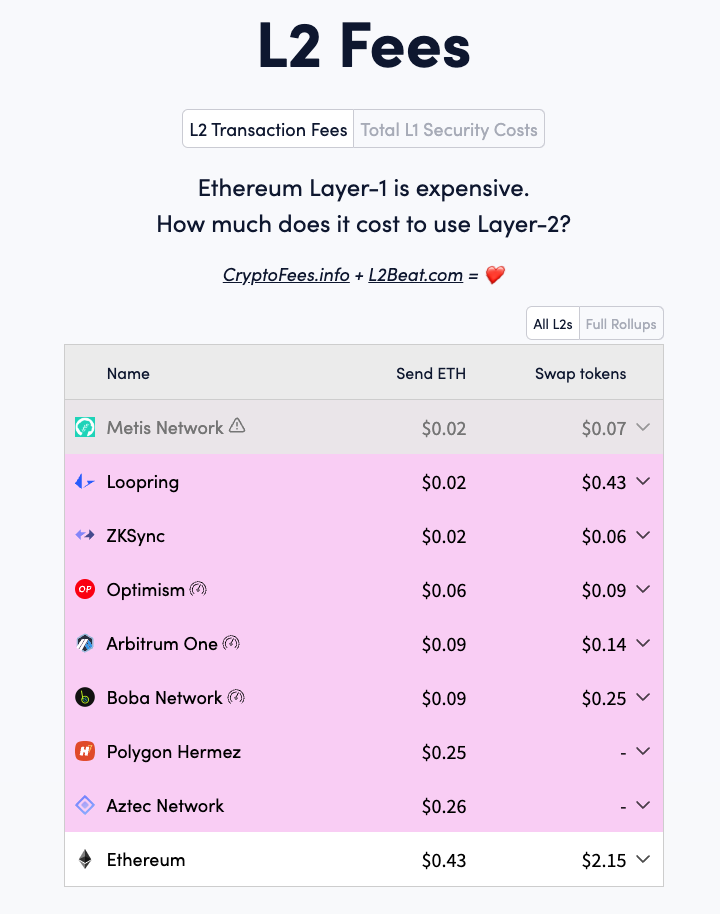 L2 Fees
L2 Transaction Fees Total L1 Security Costs
Ethereum Layer-1 is expensive.
How much does it cost to use Layer-2?
CryptoFees.info + L2Beat.com = ❤️
All L2s Full Rollups
Name Send ETH Swap tokens
Metis Network $0.02 $0.07
Loopring $0.02 $0.43
ZKSync $0.02 $0.06
OP Optimism $0.06 $0.09
Arbitrum One $0.09 $0.14
Boba Network $0.09 $0.25
H Polygon Hermez $0.25 -
Aztec Network $0.26 -
Ethereum $0.43 $2.15